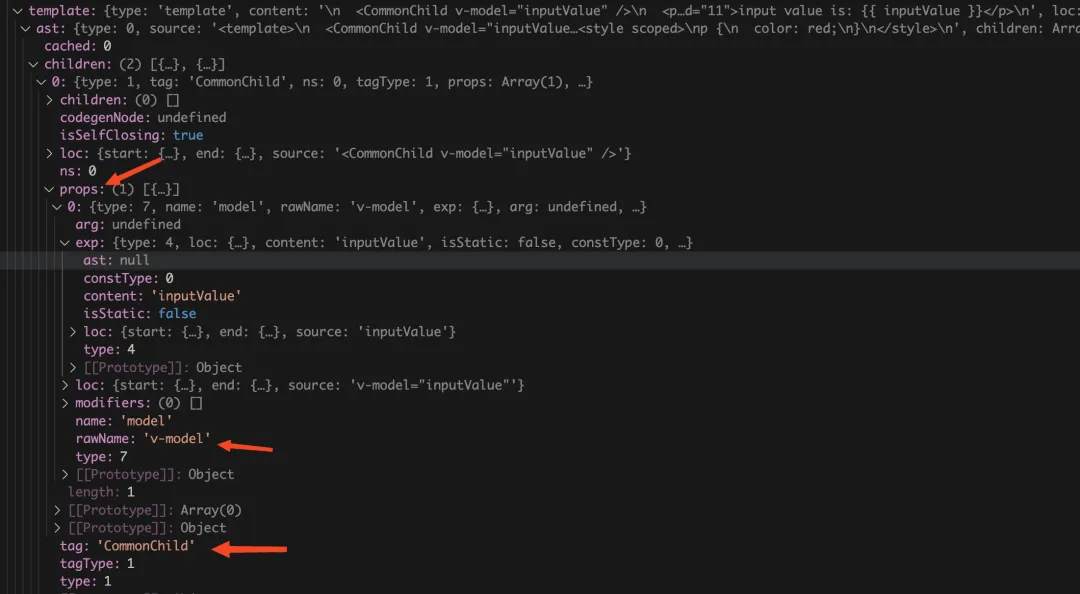 template: {type: 'template', content: '\n  <CommonChild v-model="inputValue" />\n  <p…d="11">input value is: {{ inputValue }}</p>\n', loc:
ast: {type: 0, source: '<template>\n  <CommonChild v-model="inputValue…<style scoped>\np {\n  color: red;\n}\n</style>\n', children: Arra
cached: 0
children: (2) [{…}, {…}]
0: {type: 1, tag: 'CommonChild', ns: 0, tagType: 1, props: Array(1), …}
children: (0) []
codegenNode: undefined
isSelfClosing: true
loc: {start: {…}, end: {…}, source: '<CommonChild v-model="inputValue" />'}
ns: 0
props: (1) [{…}]
0: {type: 7, name: 'model', rawName: 'v-model', exp: {…}, arg: undefined, …}
arg: undefined
exp: {type: 4, loc: {…}, content: 'inputValue', isStatic: false, constType: 0, …}
ast: null
constType: 0
content: 'inputValue'
isStatic: false
loc: {start: {…}, end: {…}, source: 'inputValue'}
type: 4
[[Prototype]]: Object
loc: {start: {…}, end: {…}, source: 'v-model="inputValue"'}
modifiers: (0) []
name: 'model'
rawName: 'v-model'
type: 7
[[Prototype]]: Object
length: 1
[[Prototype]]: Array(0)
[[Prototype]]: Object
tag: 'CommonChild'
tagType: 1
type: 1